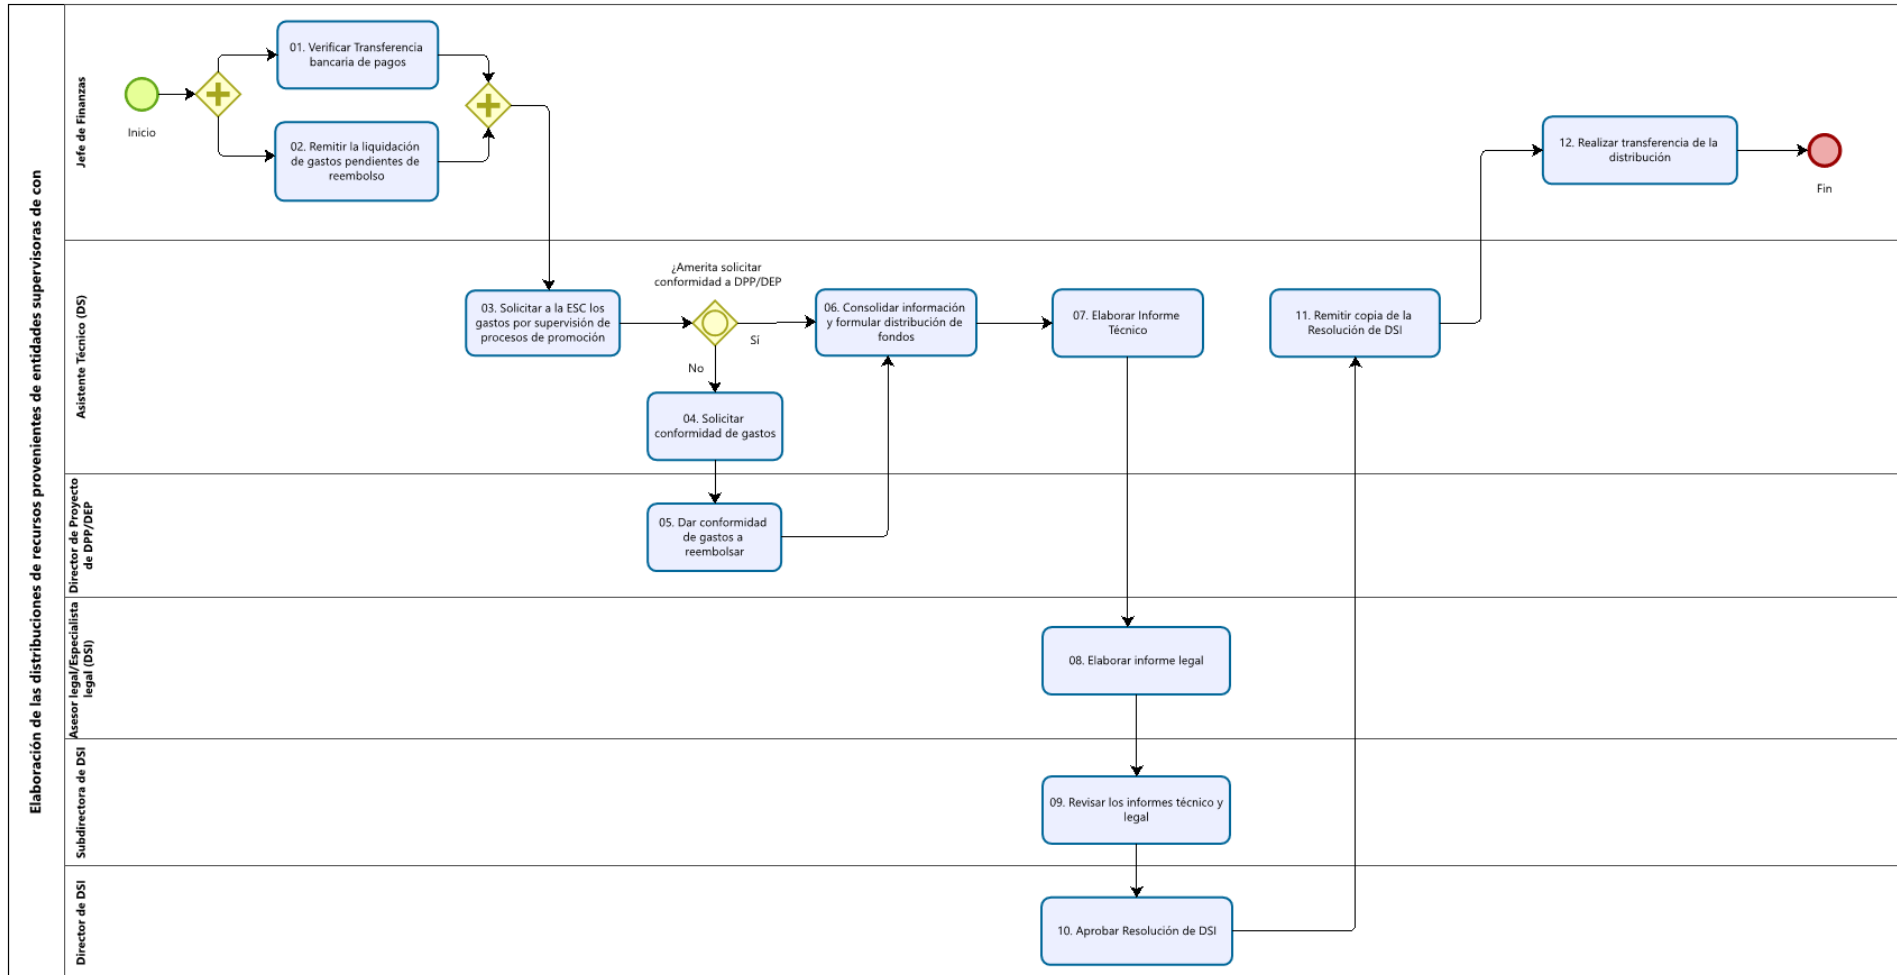 Elaboración de las distribuciones de recursos provenientes de entidades supervisoras de con
Jefe de Finanzas
Inicio
01. Verificar Transferencia
bancaria de pagos
02. Remitir la liquidación
de gastos pendientes de
reembolso
12. Realizar transferencia de la
distribución
Fin
Asistente Técnico (DS)
03. Solicitar a la ESC los
gastos por supervisión de
procesos de promoción
¿Amerita solicitar
conformidad a DPP/DEP
Sí
No
04. Solicitar
conformidad de gastos
06. Consolidar información
y formular distribución de
fondos
07. Elaborar Informe
Técnico
11. Remitir copia de la
Resolución de DSI
Director de Proyecto
de DPP/DEP
05. Dar conformidad
de gastos a
reembolsar
Asesor legal/Especialista
legal (DSI)
08. Elaborar informe legal
Subdirectora de DSI
09. Revisar los informes técnico y
legal
Director de DSI
10. Aprobar Resolución de DSI